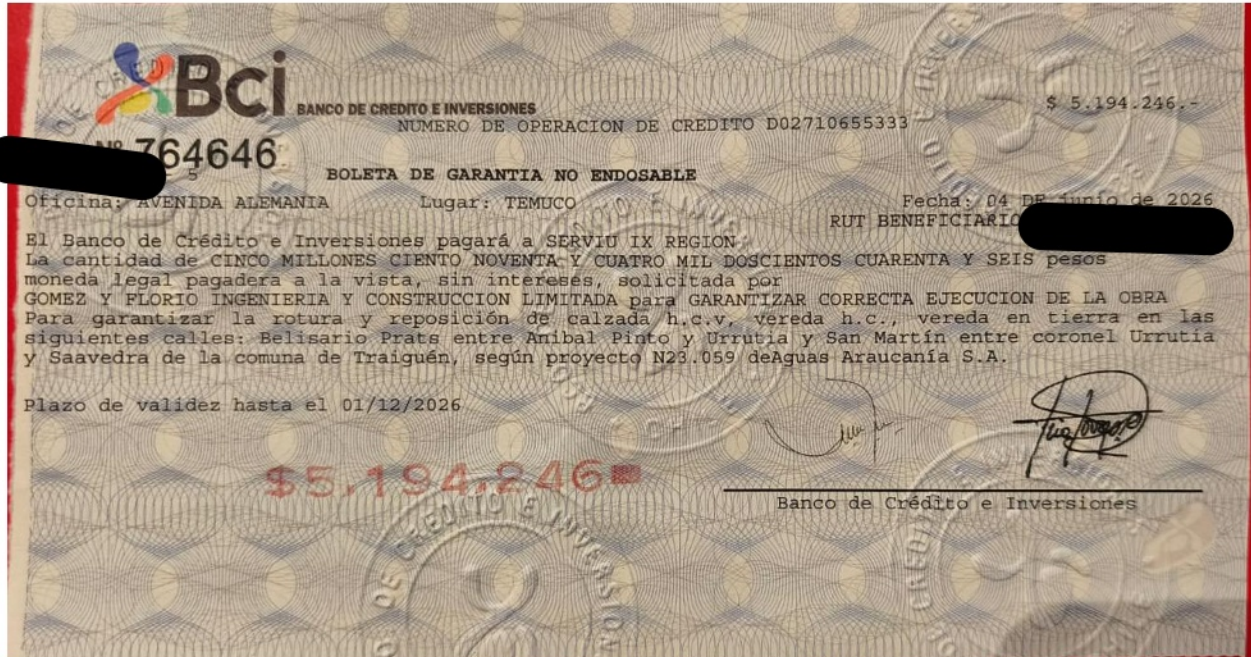 Bci BANCO DE CREDITO E INVERSIONES
$ 5.194.246.-
NUMERO DE OPERACION DE CREDITO D02710655333
Nº 764646
5
BOLETA DE GARANTIA NO ENDOSABLE
Oficina: AVENIDA ALEMANIA Lugar: TEMUCO Fecha: 04 DE junio de 2026
RUT BENEFICIARIO
El Banco de Crédito e Inversiones pagará a SERVIU IX REGION
La cantidad de CINCO MILLONES CIENTO NOVENTA Y CUATRO MIL DOSCIENTOS CUARENTA Y SEIS pesos
moneda legal pagadera a la vista, sin intereses, solicitada por
GOMEZ Y FLORIO INGENIERIA Y CONSTRUCCION LIMITADA para GARANTIZAR CORRECTA EJECUCION DE LA OBRA
Para garantizar la rotura y reposición de calzada h.c.v, vereda h.c., vereda en tierra en las
siguientes calles: Belisario Prats entre Anibal Pinto y Urrutia y San Martín entre coronel Urrutia
y Saavedra de la comuna de Traiguén, según proyecto N23.059 deAguas Araucanía S.A.
Plazo de validez hasta el 01/12/2026
$5.194.246
Banco de Crédito e Inversiones